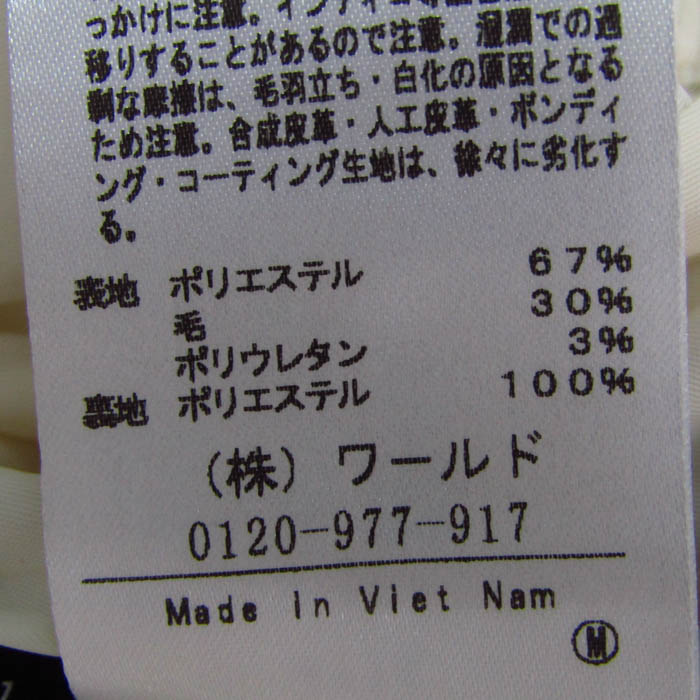 っかけに注意。
移りすることがあるので注意。湿潤での過
剰な摩擦は、毛羽立ち・白化の原因となる
ため注意。合成皮革・人工皮革・ボンディ
ング・コーティング生地は、徐々に劣化す
る。
表地 ポリエステル 67%
毛 30%
ポリウレタン 3%
裏地 ポリエステル 100%
(株)ワールド
0120-977-917
Made in Viet Nam
M